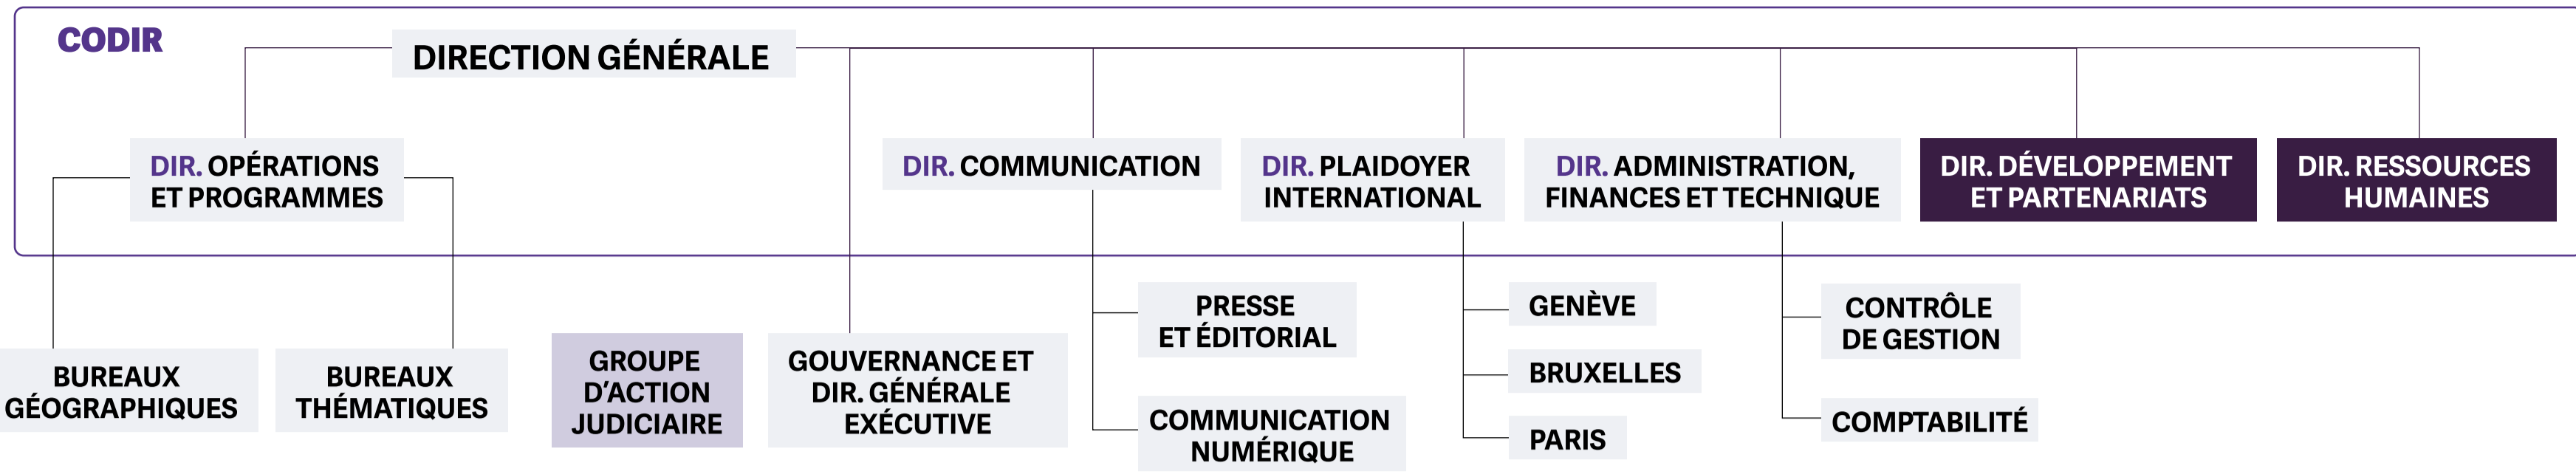 CODIR
DIRECTION GÉNÉRALE
DIR. OPÉRATIONS
ET PROGRAMMES
DIR. COMMUNICATION
DIR. PLAIDOYER
INTERNATIONAL
DIR. ADMINISTRATION,
FINANCES ET TECHNIQUE
DIR. DÉVELOPPEMENT
ET PARTENARIATS
DIR. RESSOURCES
HUMAINES
BUREAUX
GÉOGRAPHIQUES
BUREAUX
THÉMATIQUES
GROUPE
D’ACTION
JUDICIAIRE
GOUVERNANCE ET
DIR. GÉNÉRALE
EXÉCUTIVE
PRESSE
ET ÉDITORIAL
COMMUNICATION
NUMÉRIQUE
GENÈVE
BRUXELLES
PARIS
CONTRÔLE
DE GESTION
COMPTABILITÉ